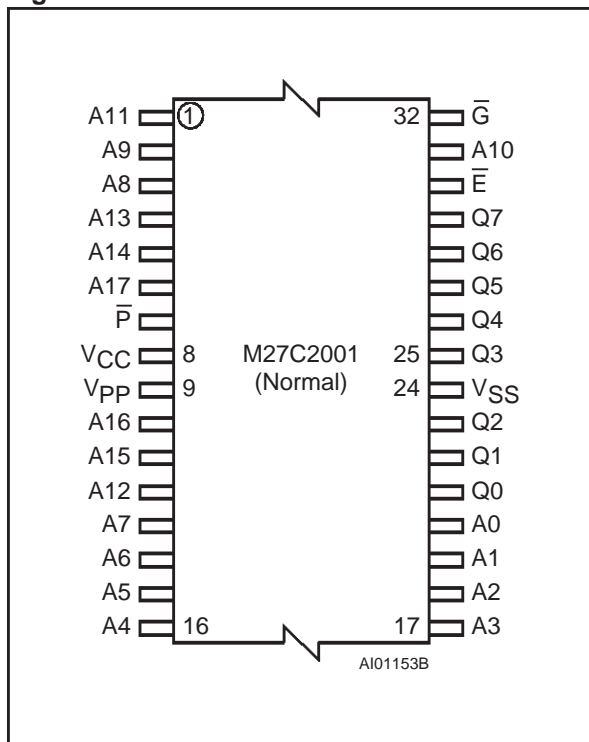 A11 1 32 G̅
A9 A10
A8 E̅
A13 Q7
A14 Q6
A17 Q5
P̅ Q4
VCC 8 M27C2001 25 Q3
VPP 9 (Normal) 24 VSS
A16 Q2
A15 Q1
A12 Q0
A7 A0
A6 A1
A5 A2
A4 16 17 A3
AI01153B